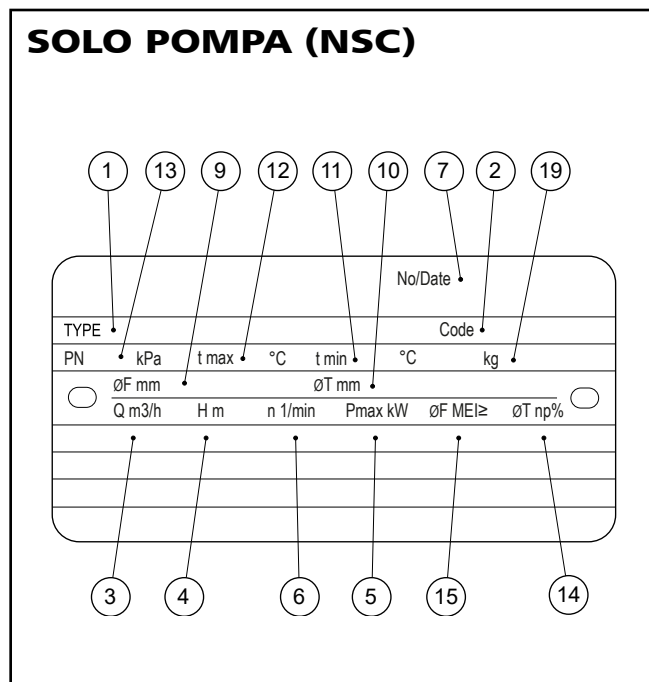 SOLO POMPA (NSC)
1 13 9 12 11 10 7 2 19
No/Date
TYPE Code
PN kPa t max °C t min °C kg
ØF mm ØT mm
Q m3/h H m n 1/min Pmax kW ØF MEI≥ ØT np%
3 4 6 5 15 14